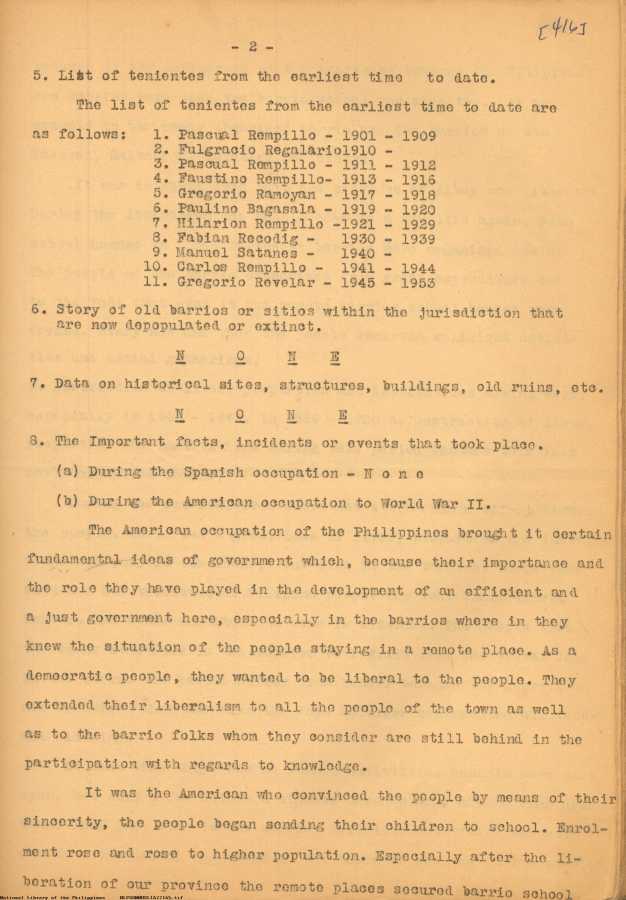 [416]
- 2 -
5. List of tenientes from the earliest time to date.
The list of tenientes from the earliest time to date are
as follows: 1. Pascual Rempillo - 1901 - 1909
2. Fulgracio Regalario1910 -
3. Pascual Rempillo - 1911 - 1912
4. Faustino Rempillo- 1913 - 1916
5. Gregorio Ramoyan - 1917 - 1918
6. Paulino Bagasala - 1919 - 1920
7. Hilarion Rempillo -1921 - 1929
8. Fabian Recodig - 1930 - 1939
9. Manuel Satanes - 1940 -
10. Carlos Rempillo - 1941 - 1944
11. Gregorio Revelar - 1945 - 1953
6. Story of old barrios or sitios within the jurisdiction that
are now depopulated or extinct.
N O N E
7. Data on historical sites, structures, buildings, old ruins, etc.
N O N E
8. The Important facts, incidents or events that took place.
(a) During the Spanish occupation - N o n e
(b) During the American occupation to World War II.
The American occupation of the Philippines brought it certain
fundamental ideas of government which, because their importance and
the role they have played in the development of an efficient and
a just government here, especially in the barrios where in they
knew the situation of the people staying in a remote place. As a
democratic people, they wanted to be liberal to the people. They
extended their liberalism to all the people of the town as well
as to the barrio folks whom they consider are still behind in the
participation with regards to knowledge.
It was the American who convinced the people by means of their
sincerity, the people began sending their children to school. Enrol-
ment rose and rose to higher population. Especially after the li-
beration of our province the remote places secured barrio school
National Library of the Philippines